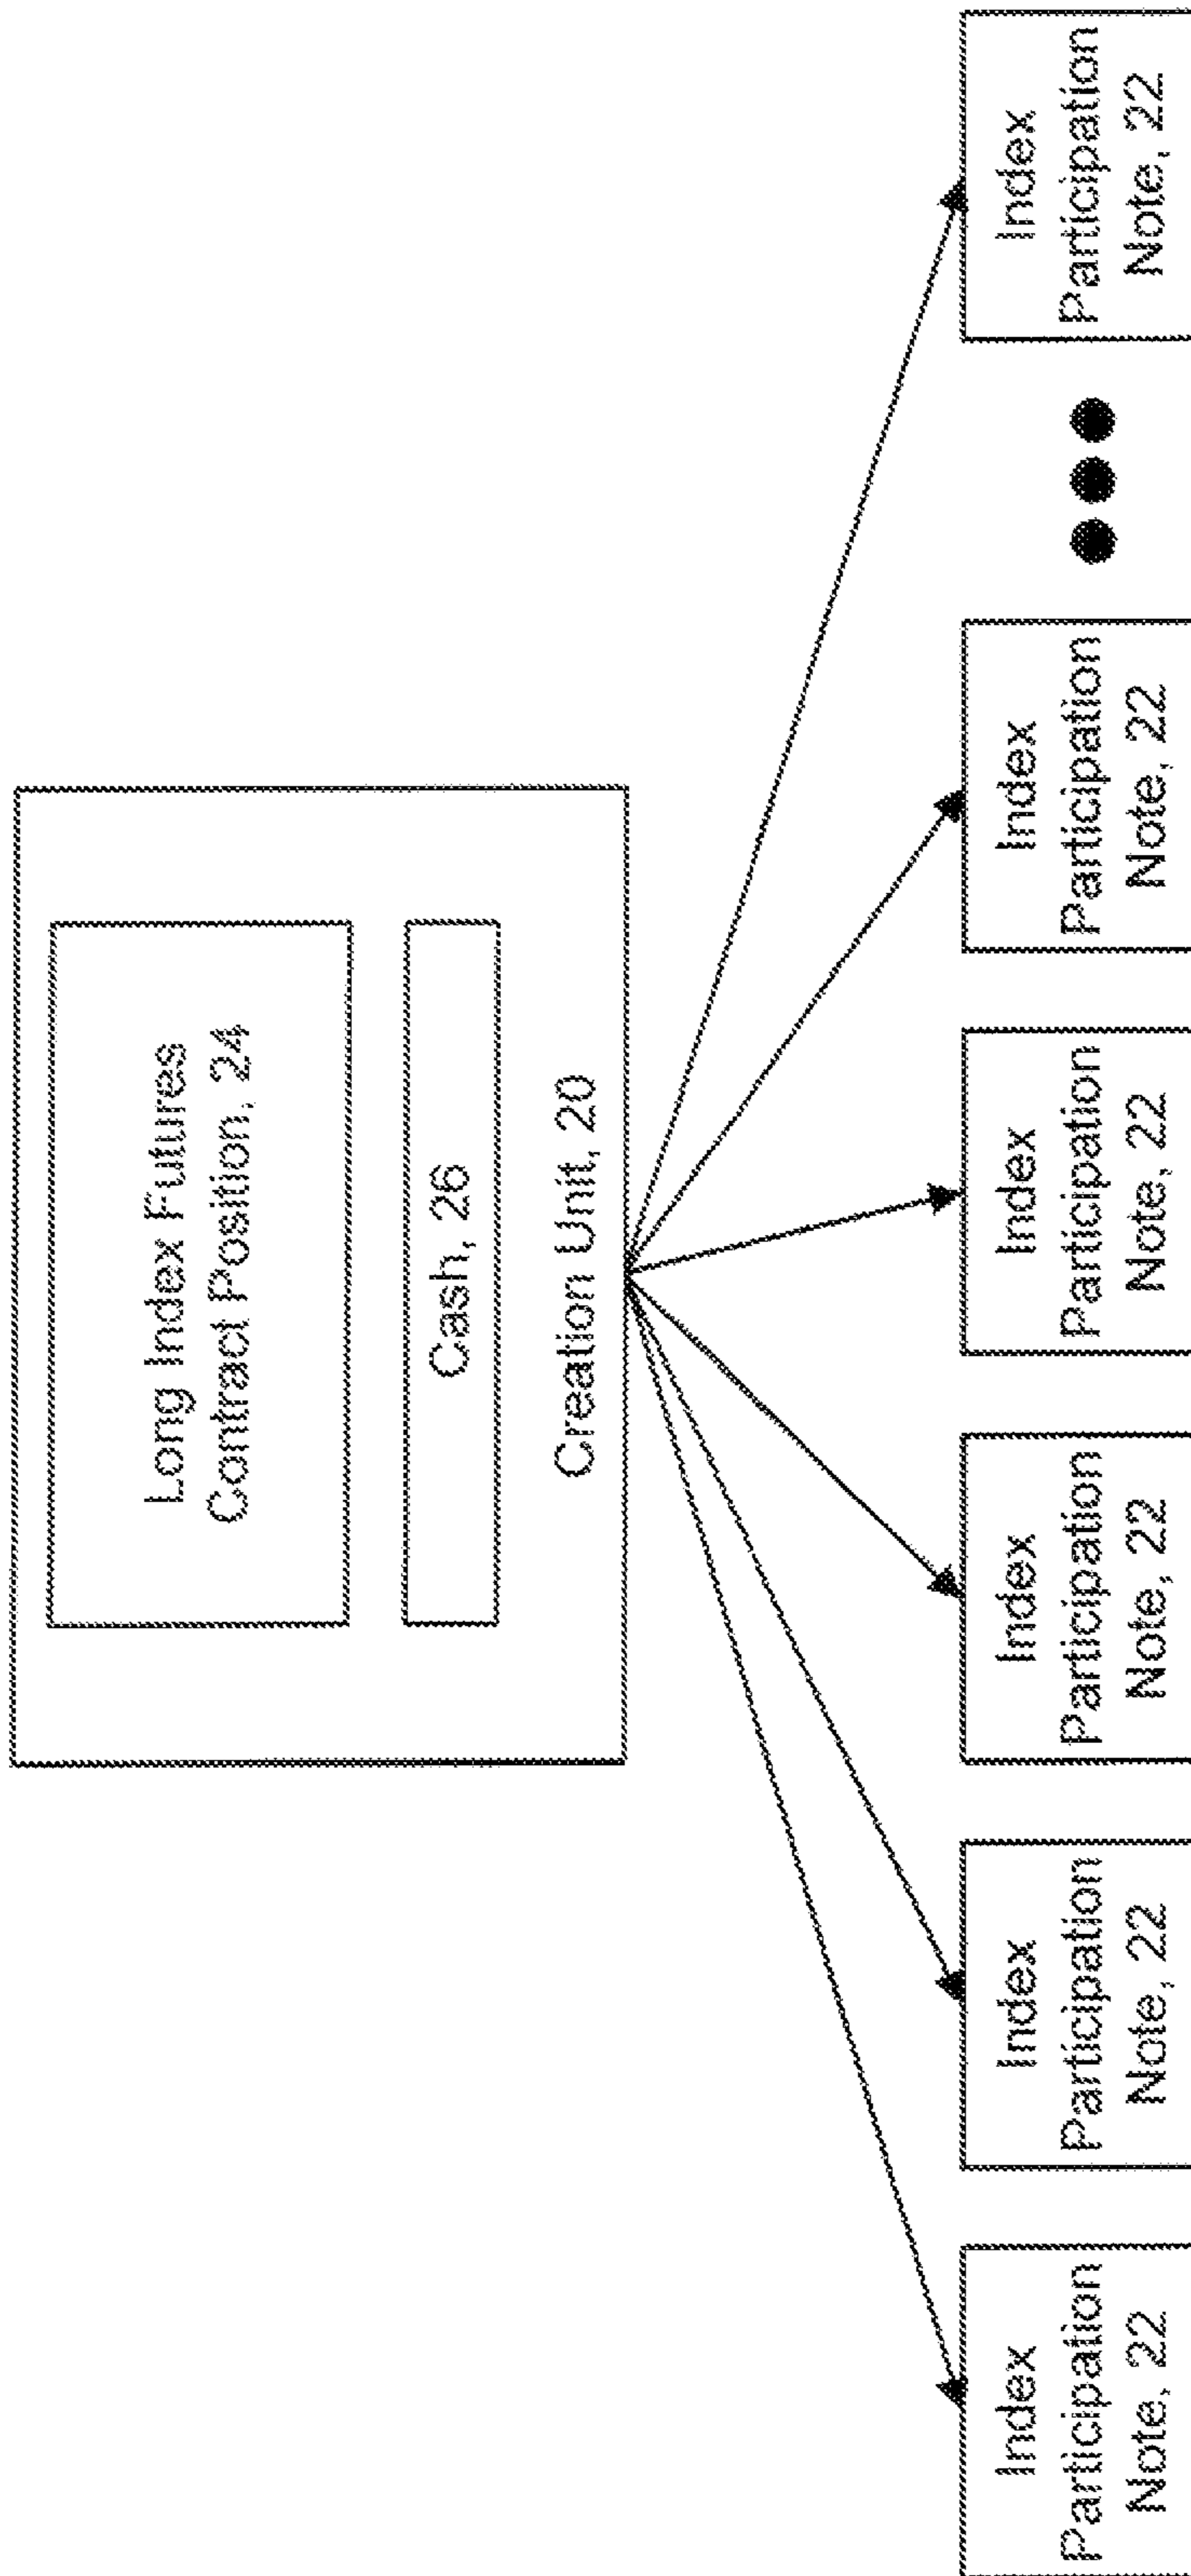 Long Index Futures
Contract Position, 24
Cash, 26
Creation Unit, 20
Index
Participation
Note, 22
Index
Participation
Note, 22
Index
Participation
Note, 22
Index
Participation
Note, 22
Index
Participation
Note, 22
Index
Participation
Note, 22